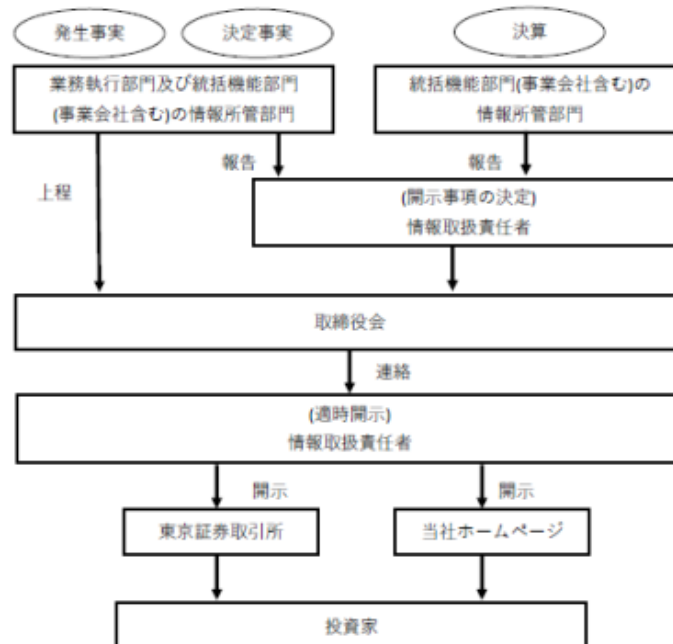 発生事実
決定事実
決算
業務執行部門及び統括機能部門
(事業会社含む)の情報所管部門
統括機能部門(事業会社含む)の
情報所管部門
報告
報告
上程
(開示事項の決定)
情報取扱責任者
取締役会
連絡
(適時開示)
情報取扱責任者
開示
開示
東京証券取引所
当社ホームページ
投資家